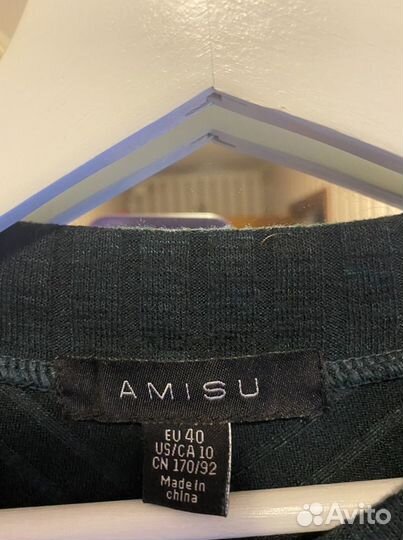 AMISU
EU 40
US/CA 10
CN 170/92
Made in
china
Avito